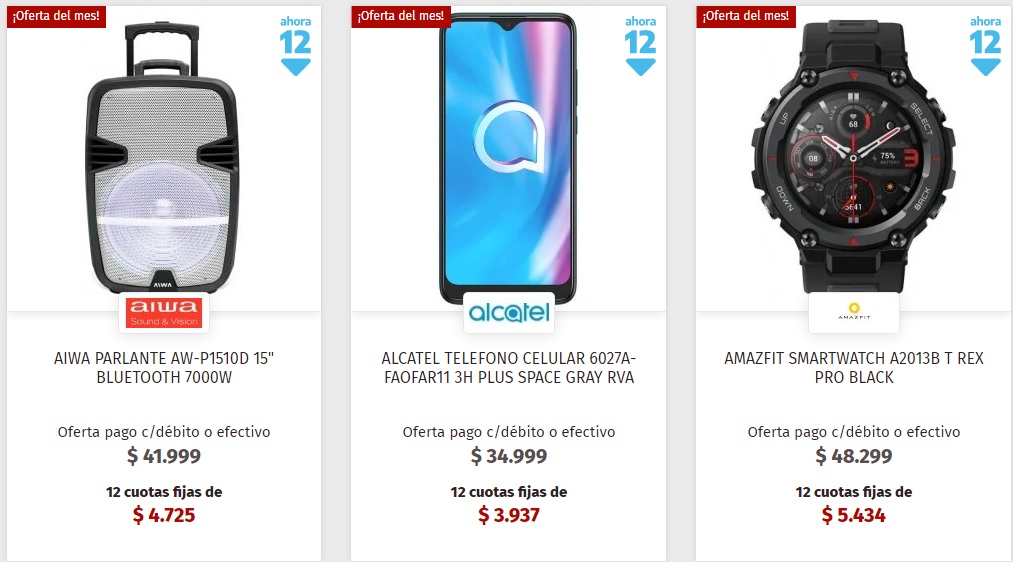 ¡Oferta del mes!
ahora
12
AIWA
aiwa
Sound & Vision
AIWA PARLANTE AW-P1510D 15"
BLUETOOTH 7000W
Oferta pago c/débito o efectivo
$ 41.999
12 cuotas fijas de
$ 4.725
¡Oferta del mes!
ahora
12
alcatel
ALCATEL TELEFONO CELULAR 6027A-
FAOFAR11 3H PLUS SPACE GRAY RVA
Oferta pago c/débito o efectivo
$ 34.999
12 cuotas fijas de
$ 3.937
¡Oferta del mes!
ahora
12
UP
SELECT
68
08
75%
DOWN
BACK
AMAZFIT
AMAZFIT SMARTWATCH A2013B T REX
PRO BLACK
Oferta pago c/débito o efectivo
$ 48.299
12 cuotas fijas de
$ 5.434